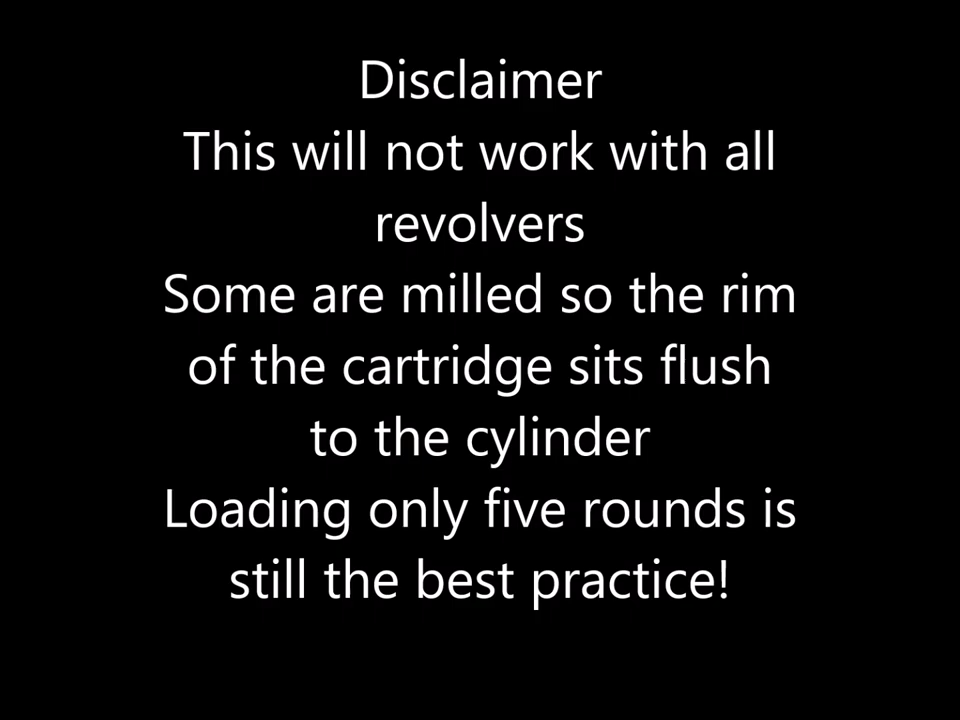 Disclaimer
This will not work with all
revolvers
Some are milled so the rim
of the cartridge sits flush
to the cylinder
Loading only five rounds is
still the best practice!